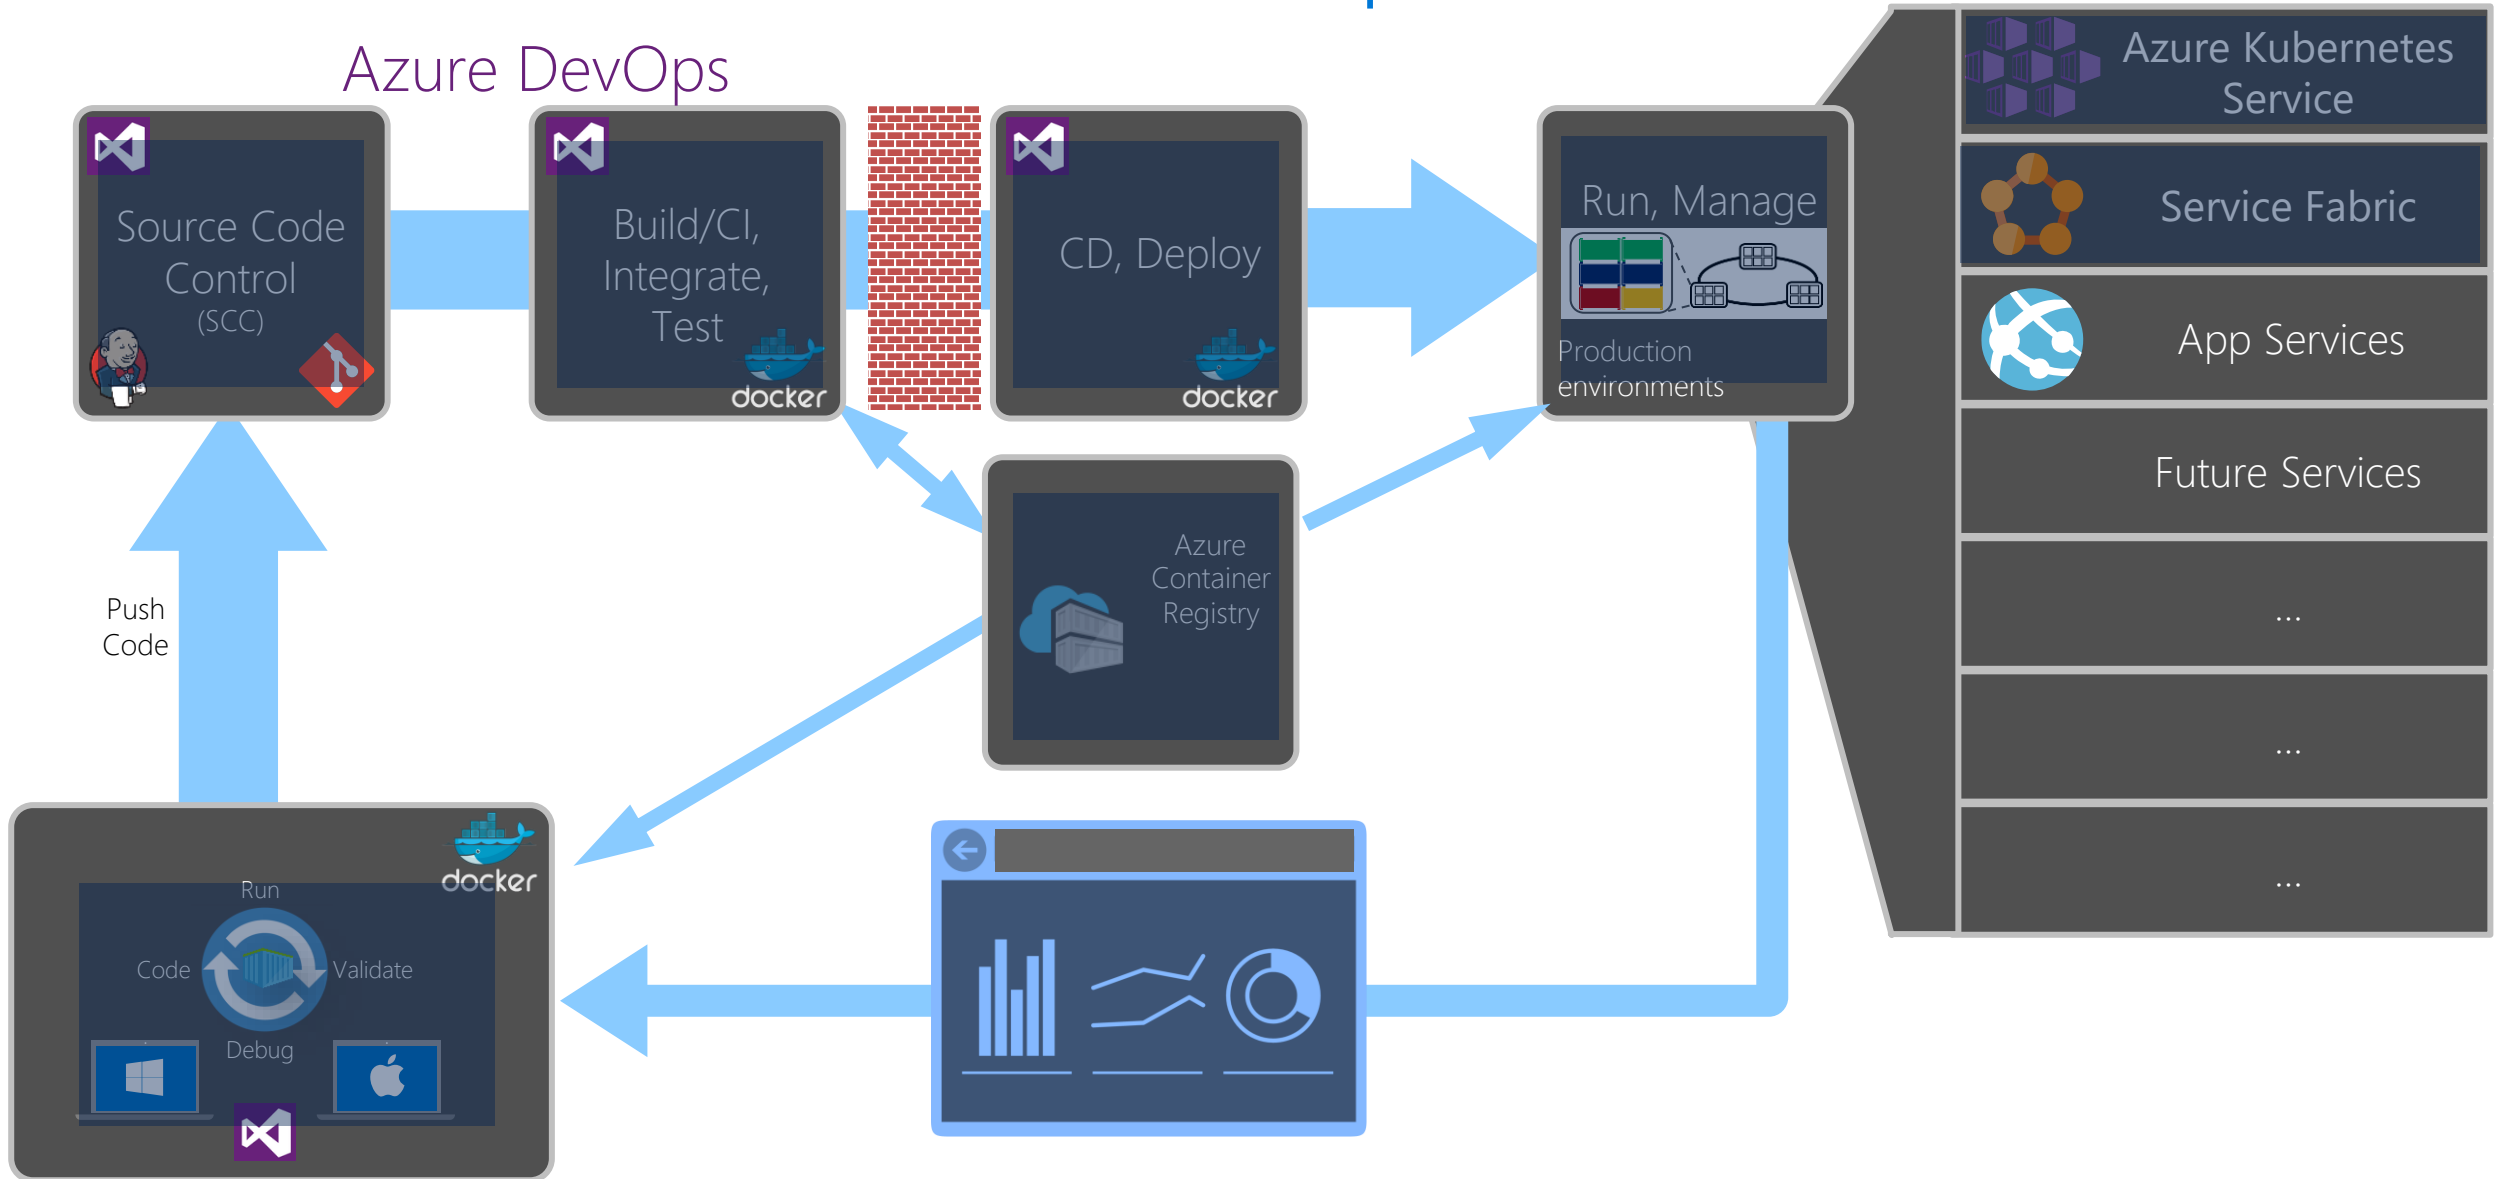 Azure DevOps
Source Code
Control
(SCC)
Build/CI,
Integrate,
Test
docker
CD, Deploy
docker
Run, Manage
Production
environments
Azure Kubernetes
Service
Service Fabric
App Services
Future Services
...
...
...
Azure
Container
Registry
Push
Code
docker
Run
Code
Validate
Debug